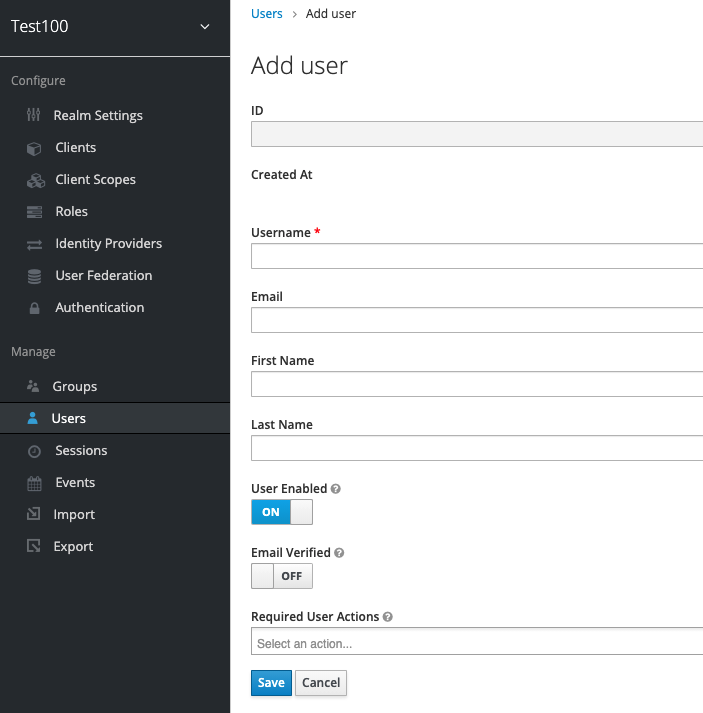 Test100
Configure
Realm Settings
Clients
Client Scopes
Roles
Identity Providers
User Federation
Authentication
Manage
Groups
Users
Sessions
Events
Import
Export
Users > Add user
Add user
ID
Created At
Username *
Email
First Name
Last Name
User Enabled ?
ON
Email Verified ?
OFF
Required User Actions ?
Select an action...
Save Cancel